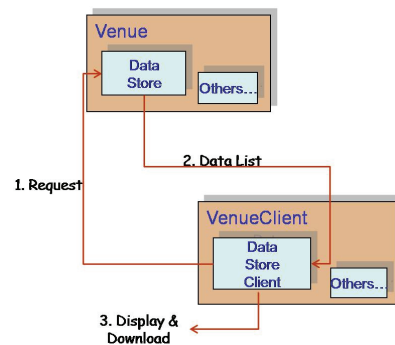 Venue
Data
Store
Others...
2. Data List
1. Request
VenueClient
Data
Store
Client
Others...
3. Display &
Download